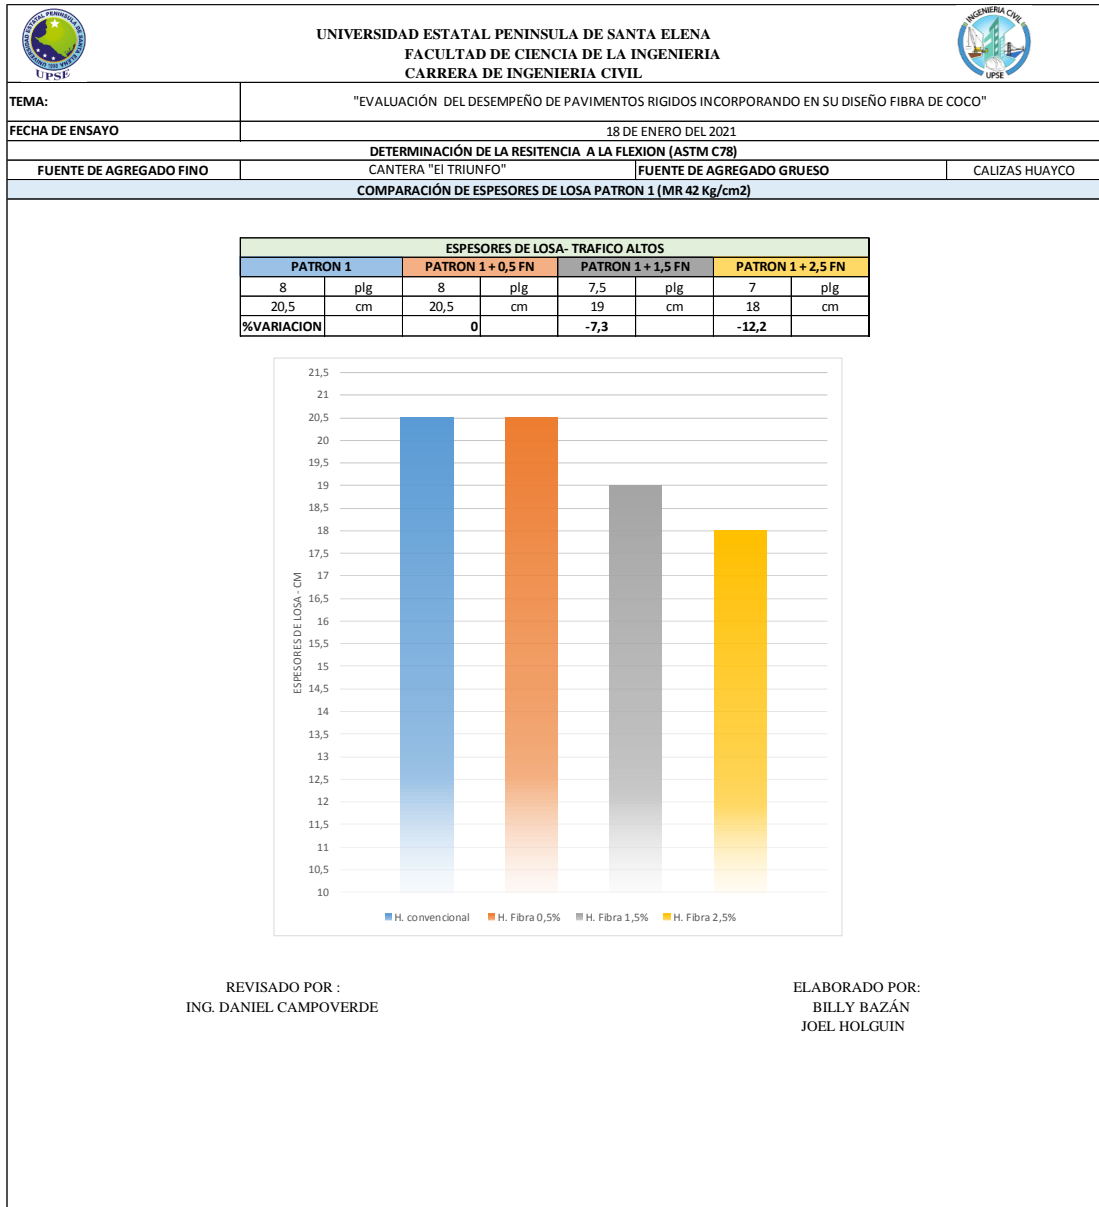 UNIVERSIDAD ESTATAL PENINSULA DE SANTA ELENA
FACULTAD DE CIENCIA DE LA INGENIERIA
CARRERA DE INGENIERIA CIVIL
UPSE
INGENIERIA CIVIL
UPSE
TEMA: "EVALUACIÓN DEL DESEMPEÑO DE PAVIMENTOS RIGIDOS INCORPORANDO EN SU DISEÑO FIBRA DE COCO"
FECHA DE ENSAYO 18 DE ENERO DEL 2021
DETERMINACIÓN DE LA RESITENCIA A LA FLEXION (ASTM C78)
FUENTE DE AGREGADO FINO CANTERA "El TRIUNFO" FUENTE DE AGREGADO GRUESO CALIZAS HUAYCO
COMPARACIÓN DE ESPESORES DE LOSA PATRON 1 (MR 42 Kg/cm2)
ESPESORES DE LOSA- TRAFICO ALTOS
PATRON 1 PATRON 1 + 0,5 FN PATRON 1 + 1,5 FN PATRON 1 + 2,5 FN
8 plg 8 plg 7,5 plg 7 plg
20,5 cm 20,5 cm 19 cm 18 cm
%VARIACION 0 -7,3 -12,2
21,5
21
20,5
20
19,5
19
18,5
18
17,5
17
16,5
16
15,5
15
14,5
14
13,5
13
12,5
12
11,5
11
10,5
10
ESPESORES DE LOSA - CM
H. convencional H. Fibra 0,5% H. Fibra 1,5% H. Fibra 2,5%
REVISADO POR :
ING. DANIEL CAMPOVERDE
ELABORADO POR:
BILLY BAZÁN
JOEL HOLGUIN